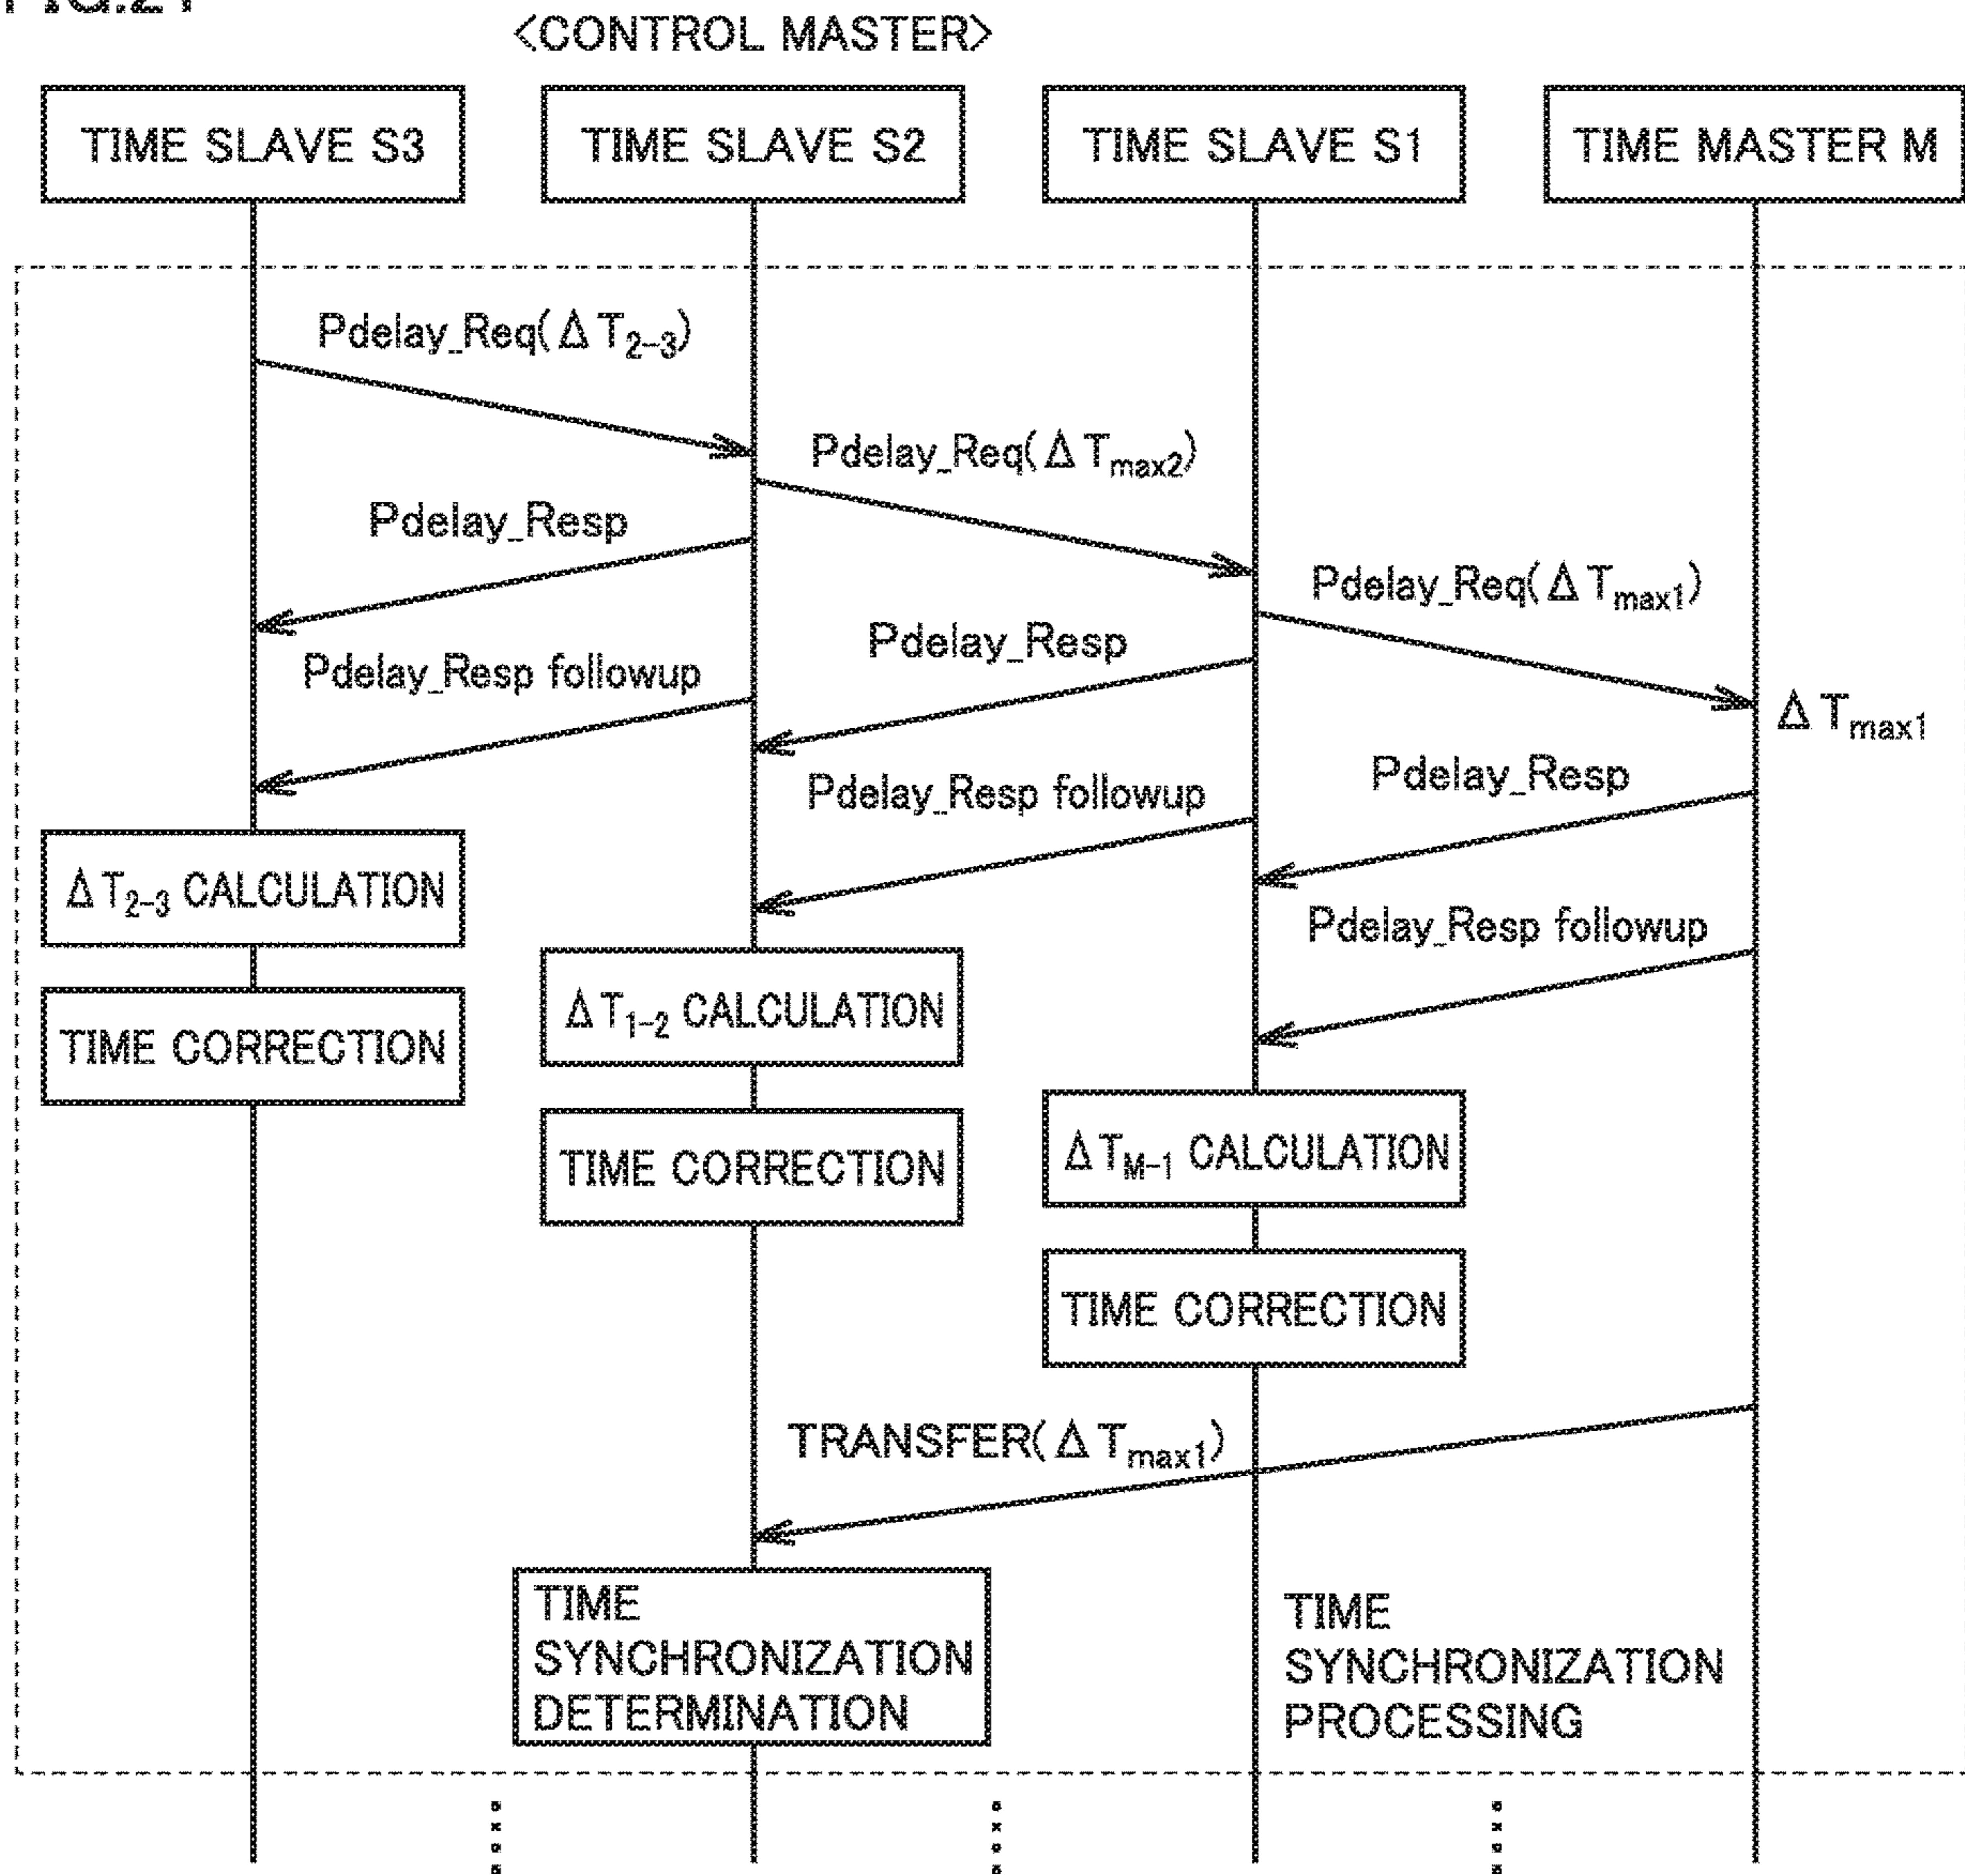 <CONTROL MASTER>
TIME SLAVE S3
TIME SLAVE S2
TIME SLAVE S1
TIME MASTER M
Pdelay_Req(ΔT2-3)
Pdelay_Req(ΔTmax2)
Pdelay_Resp
Pdelay_Req(ΔTmax1)
Pdelay_Resp
Pdelay_Resp followup
ΔTmax1
Pdelay_Resp
Pdelay_Resp followup
ΔT2-3 CALCULATION
Pdelay_Resp followup
ΔT1-2 CALCULATION
TIME CORRECTION
ΔTM-1 CALCULATION
TIME CORRECTION
TIME CORRECTION
TRANSFER(ΔTmax1)
TIME
SYNCHRONIZATION
DETERMINATION
TIME
SYNCHRONIZATION
PROCESSING